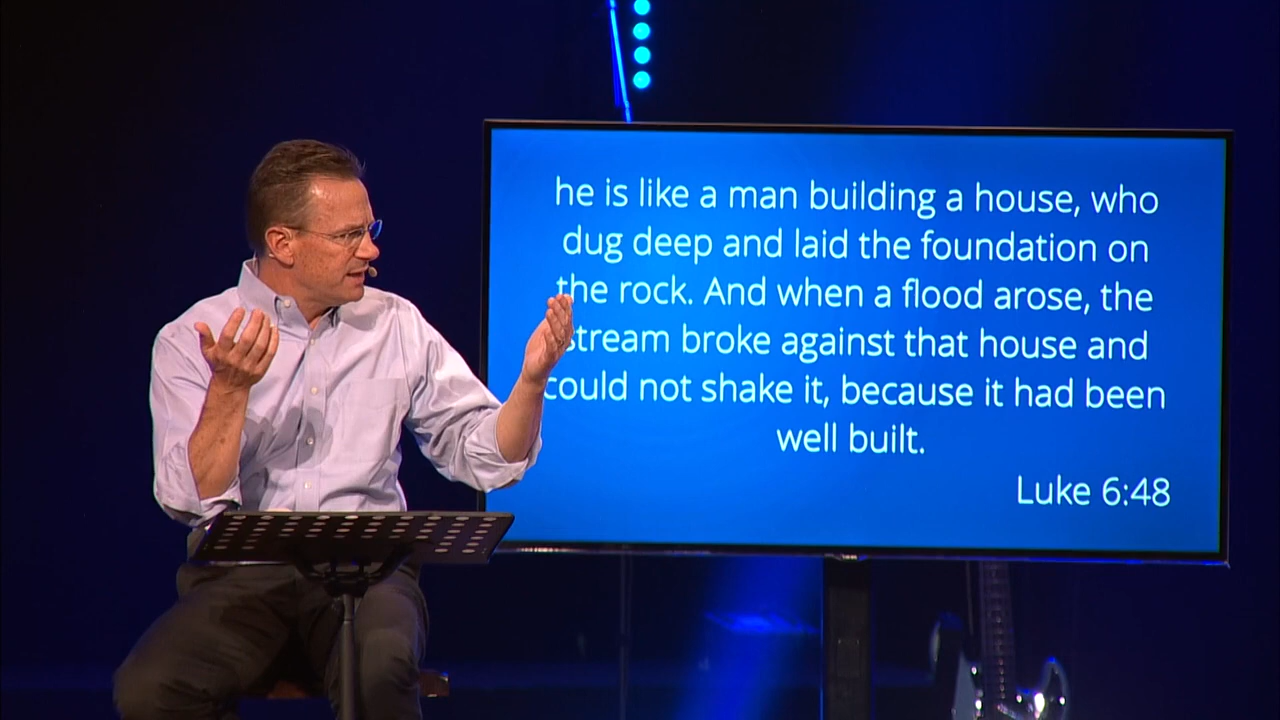 he is like a man building a house, who
dug deep and laid the foundation on
the rock. And when a flood arose, the
stream broke against that house and
could not shake it, because it had been
well built.
Luke 6:48